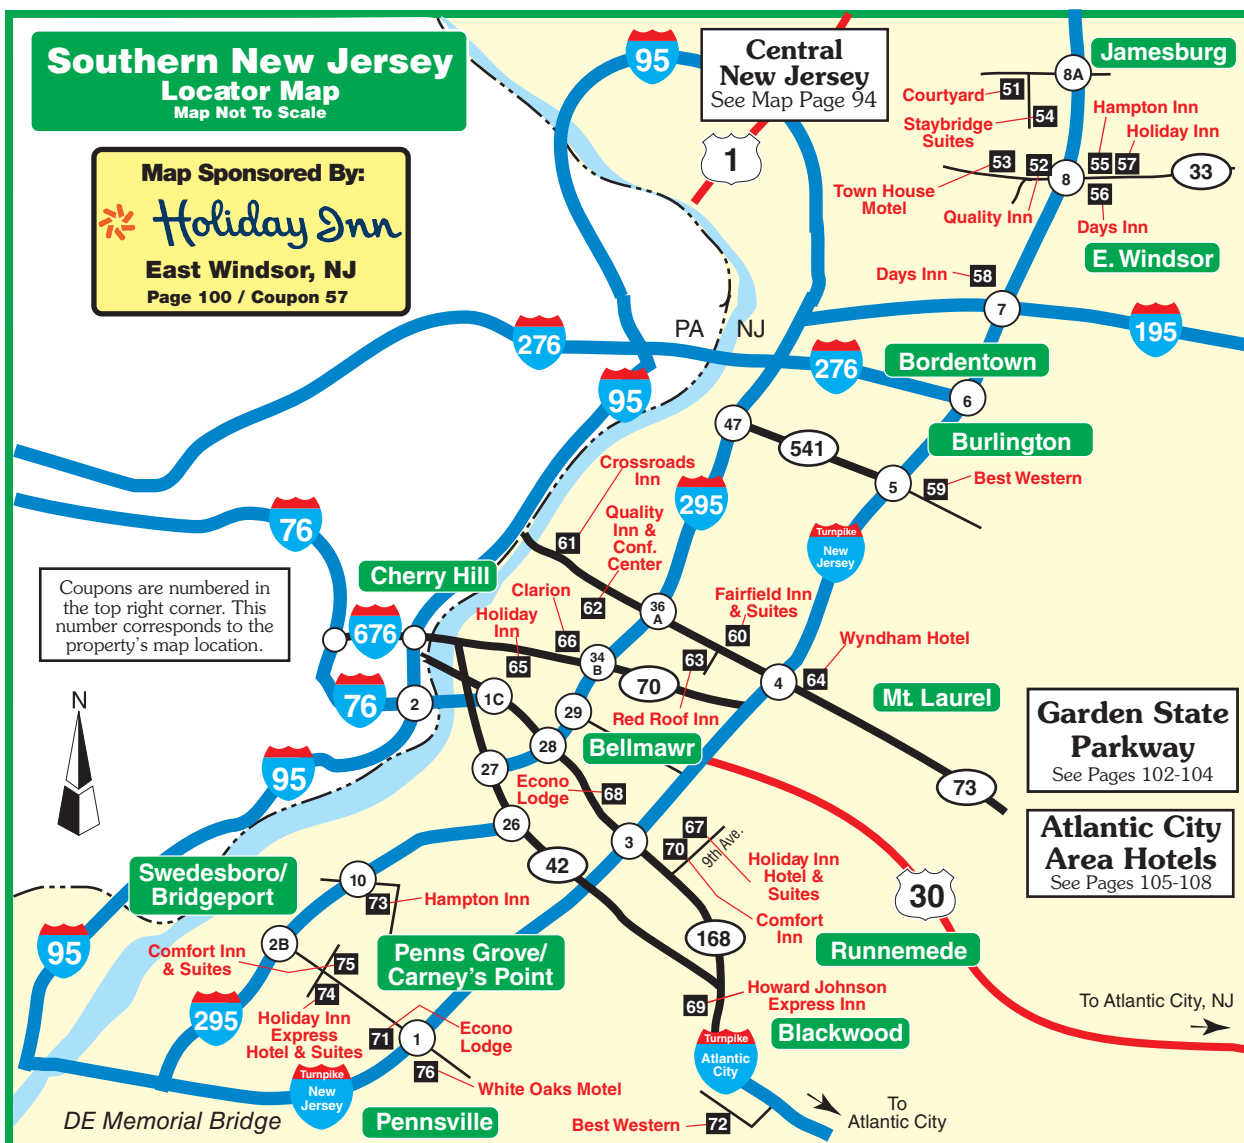 Southern New Jersey
Locator Map
Map Not To Scale
Map Sponsored By:
Holiday Inn
East Windsor, NJ
Page 100 / Coupon 57
95
Central
New Jersey
See Map Page 94
1
Jamesburg
8A
Courtyard
51
54
Staybridge
Suites
Hampton Inn
Holiday Inn
53
52
55
57
33
8
56
Town House
Motel
Quality Inn
Days Inn
E. Windsor
Days Inn
58
7
195
PA
NJ
276
276
Bordentown
95
6
47
541
Burlington
5
59
Best Western
Crossroads
Inn
295
Quality
Inn &
Conf.
Center
61
Turnpike
New
Jersey
76
Coupons are numbered in
the top right corner. This
number corresponds to the
property's map location.
Cherry Hill
Clarion
62
36
A
Fairfield Inn
& Suites
Holiday
Inn
66
60
Wyndham Hotel
676
65
34
B
63
64
70
4
Mt. Laurel
76
2
1C
29
Red Roof Inn
N
28
Bellmawr
Garden State
Parkway
See Pages 102-104
95
27
Econo
Lodge
68
73
26
3
67
70
9th Ave.
Atlantic City
Area Hotels
See Pages 105-108
42
Holiday Inn
Hotel &
Suites
Swedesboro/
Bridgeport
10
73
Hampton Inn
30
Comfort
Inn
95
2B
168
Comfort Inn
& Suites
75
Penns Grove/
Carney's Point
Runnemede
74
Howard Johnson
Express Inn
69
To Atlantic City, NJ
295
Holiday Inn
Express
Hotel & Suites
71
1
Econo
Lodge
Blackwood
Turnpike
Atlantic
City
76
Turnpike
New
Jersey
White Oaks Motel
DE Memorial Bridge
Pennsville
Best Western
72
To
Atlantic City